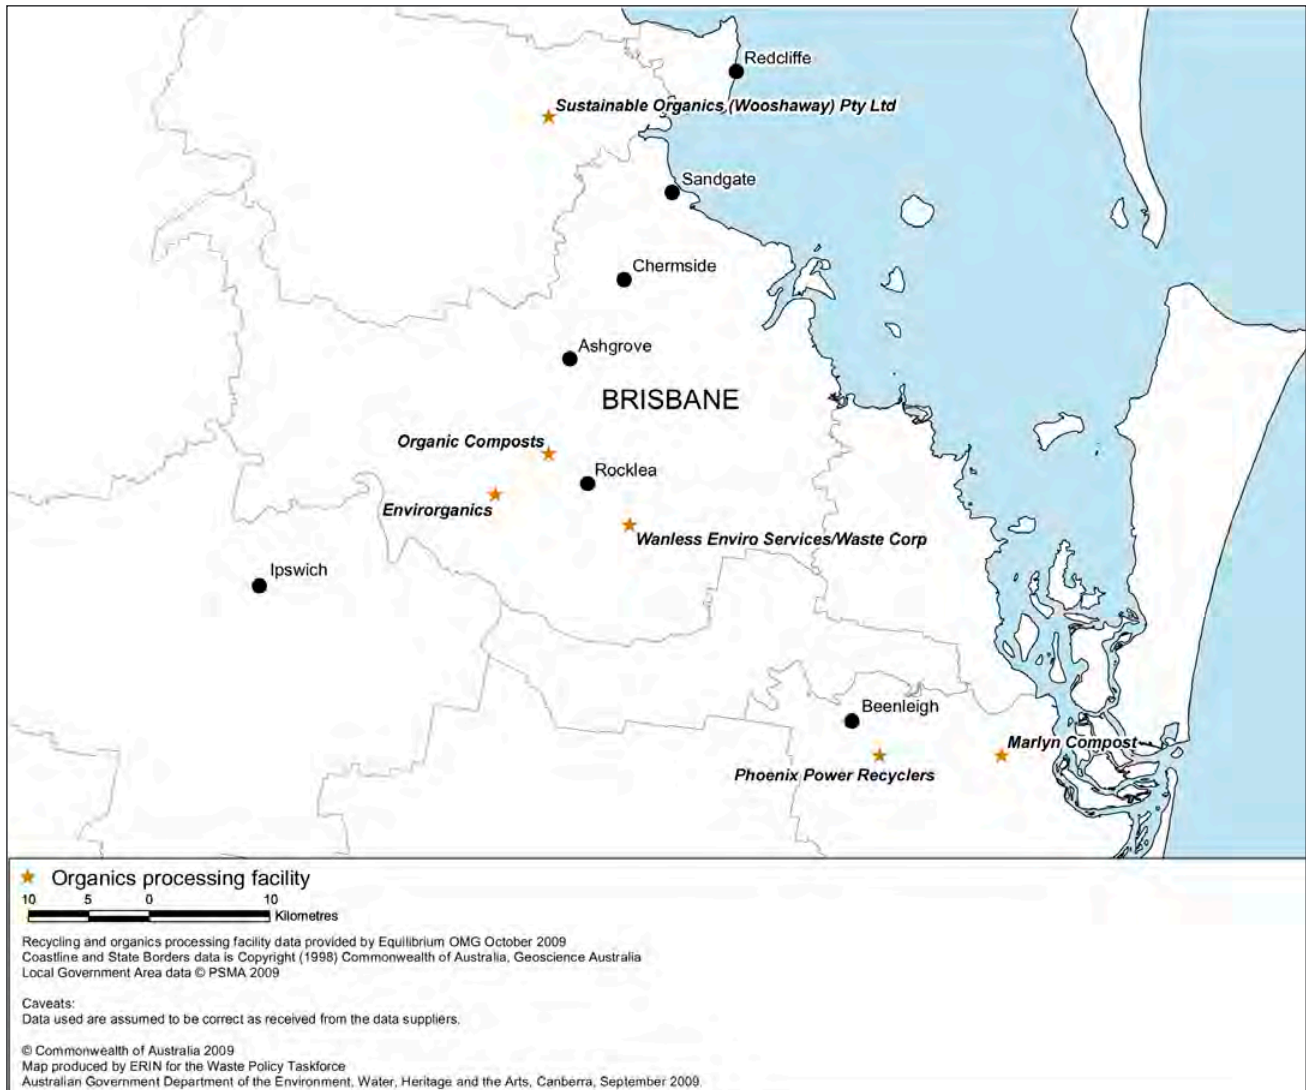 Redcliffe
Sustainable Organics (Wooshaway) Pty Ltd
Sandgate
Chermside
Ashgrove
BRISBANE
Organic Composts
Rocklea
Envirorganics
Wanless Enviro Services/Waste Corp
Ipswich
Beenleigh
Marlyn Compost
Phoenix Power Recyclers
Organics processing facility
10 5 0 10
Kilometres
Recycling and organics processing facility data provided by Equilibrium OMG October 2009
Coastline and State Borders data is Copyright (1998) Commonwealth of Australia, Geoscience Australia
Local Government Area data © PSMA 2009
Caveats:
Data used are assumed to be correct as received from the data suppliers.
© Commonwealth of Australia 2009
Map produced by ERIN for the Waste Policy Taskforce
Australian Government Department of the Environment, Water, Heritage and the Arts, Canberra, September 2009.